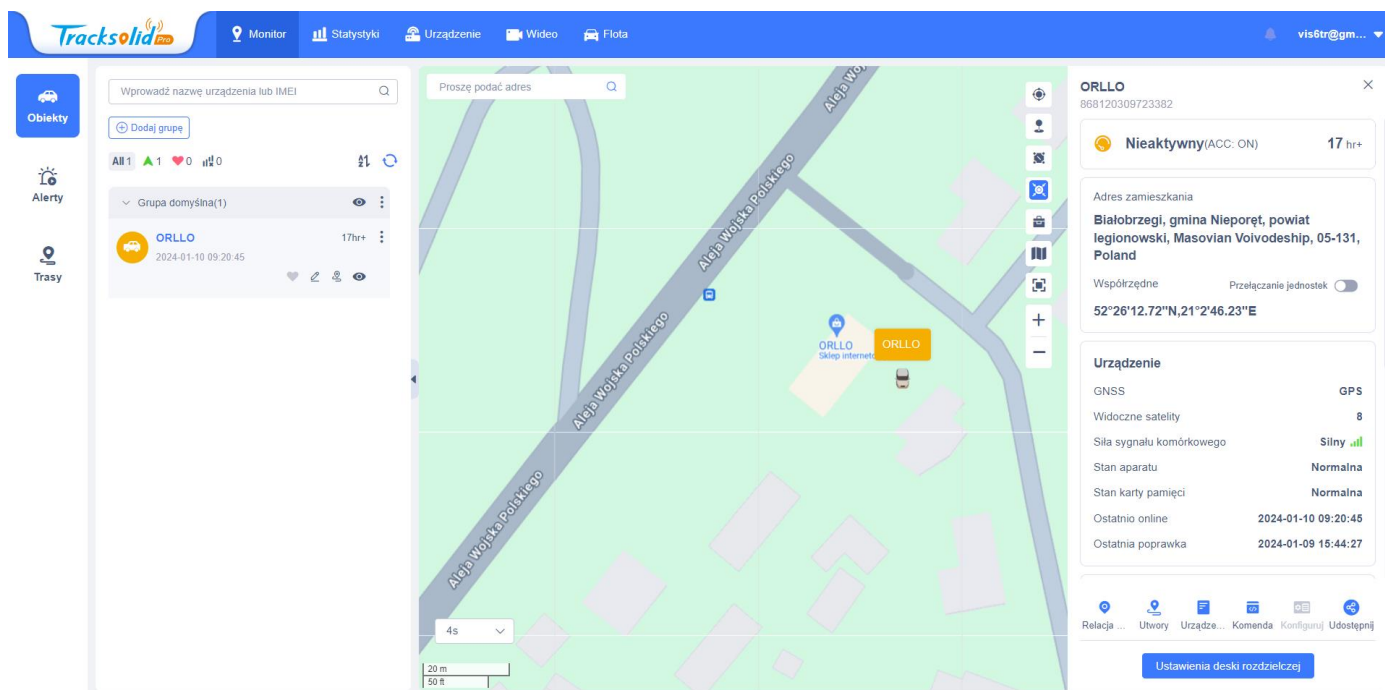 Tracksolid Pro
Monitor
Statystyki
Urządzenie
Wideo
Flota
vis6tr@gm...
Obiekty
Alerty
Trasy
Wprowadź nazwę urządzenia lub IMEI
Dodaj grupę
All 1
1
0
0
Grupa domyślna(1)
ORLLO
17hr+
2024-01-10 09:20:45
Proszę podać adres
Aleja Wojska Polskiego
Aleja Wojska Polskiego
Aleja Wojska Polskiego
Aleja Wojska Polskiego
Aleja Wojska Polskiego
ORLLO
Sklep interneto
ORLLO
4s
20 m
50 ft
ORLLO
868120309723382
Nieaktywny(ACC: ON)
17 hr+
Adres zamieszkania
Białobrzegi, gmina Nieporęt, powiat
legionowski, Masovian Voivodeship, 05-131,
Poland
Współrzędne
Przełączanie jednostek
52°26'12.72"N,21°2'46.23"E
Urządzenie
GNSS GPS
Widoczne satelity 8
Siła sygnału komórkowego Silny
Stan aparatu Normalna
Stan karty pamięci Normalna
Ostatnio online 2024-01-10 09:20:45
Ostatnia poprawka 2024-01-09 15:44:27
Relacja ...
Utwory
Urządze...
Komenda
Konfiguruj
Udostępnij
Ustawienia deski rozdzielczej